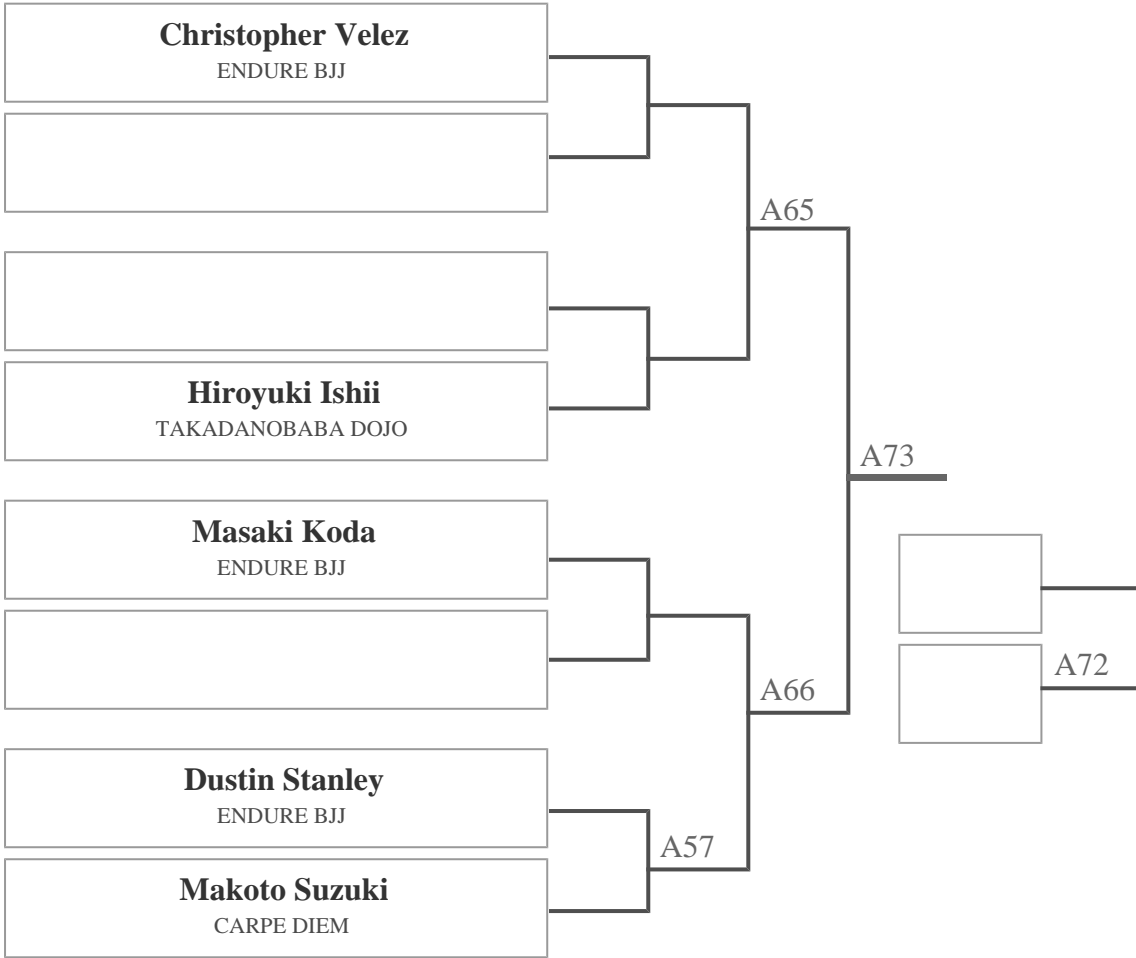 Christopher Velez
ENDURE BJJ
A65
Hiroyuki Ishii
TAKADANOBABA DOJO
A73
Masaki Koda
ENDURE BJJ
A72
A66
Dustin Stanley
ENDURE BJJ
A57
Makoto Suzuki
CARPE DIEM